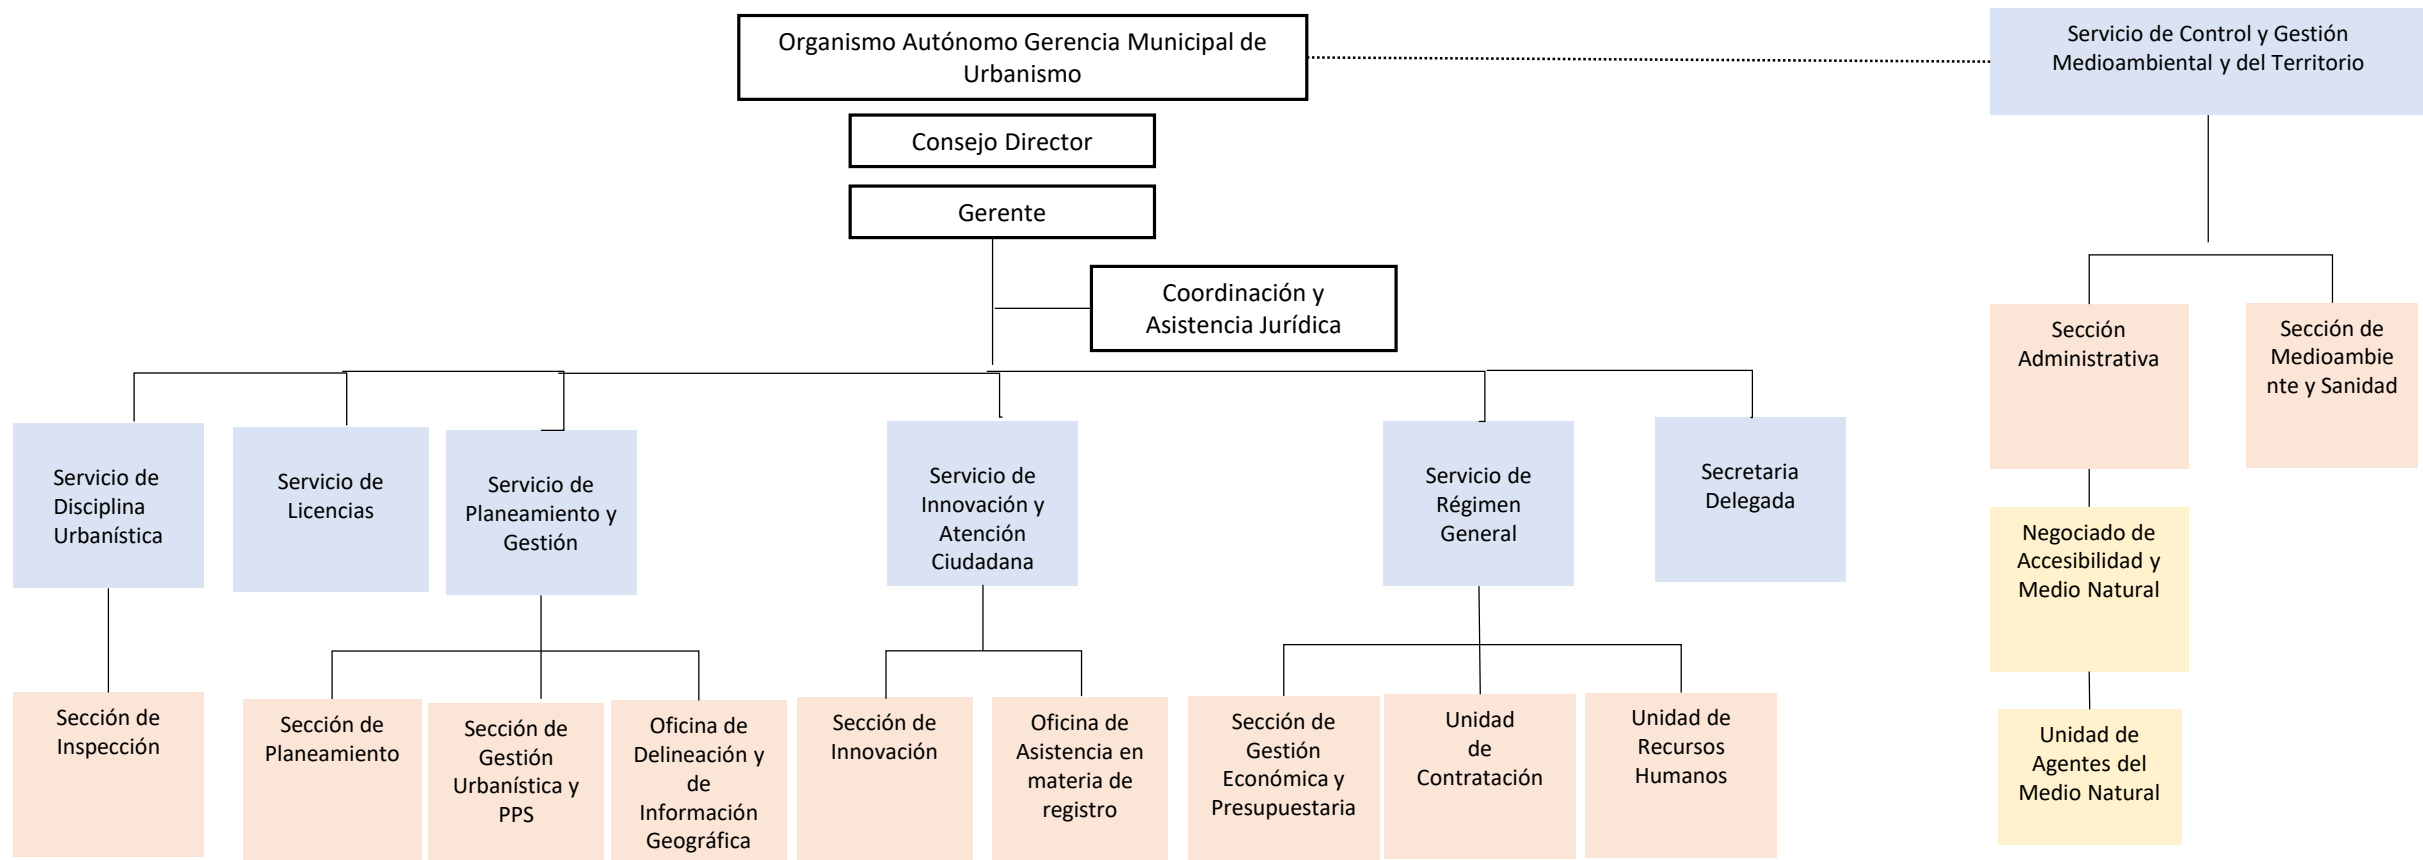 Organismo Autónomo Gerencia Municipal de
Urbanismo
Servicio de Control y Gestión
Medioambiental y del Territorio
Consejo Director
Gerente
Coordinación y
Asistencia Jurídica
Sección
Administrativa
Sección de
Medioambie
nte y Sanidad
Servicio de
Disciplina
Urbanística
Servicio de
Licencias
Servicio de
Planeamiento y
Gestión
Servicio de
Innovación y
Atención
Ciudadana
Servicio de
Régimen
General
Secretaria
Delegada
Negociado de
Accesibilidad y
Medio Natural
Sección de
Inspección
Sección de
Planeamiento
Sección de
Gestión
Urbanística y
PPS
Oficina de
Delineación y
de
Información
Geográfica
Sección de
Innovación
Oficina de
Asistencia en
materia de
registro
Sección de
Gestión
Económica y
Presupuestaria
Unidad
de
Contratación
Unidad de
Recursos
Humanos
Unidad de
Agentes del
Medio Natural